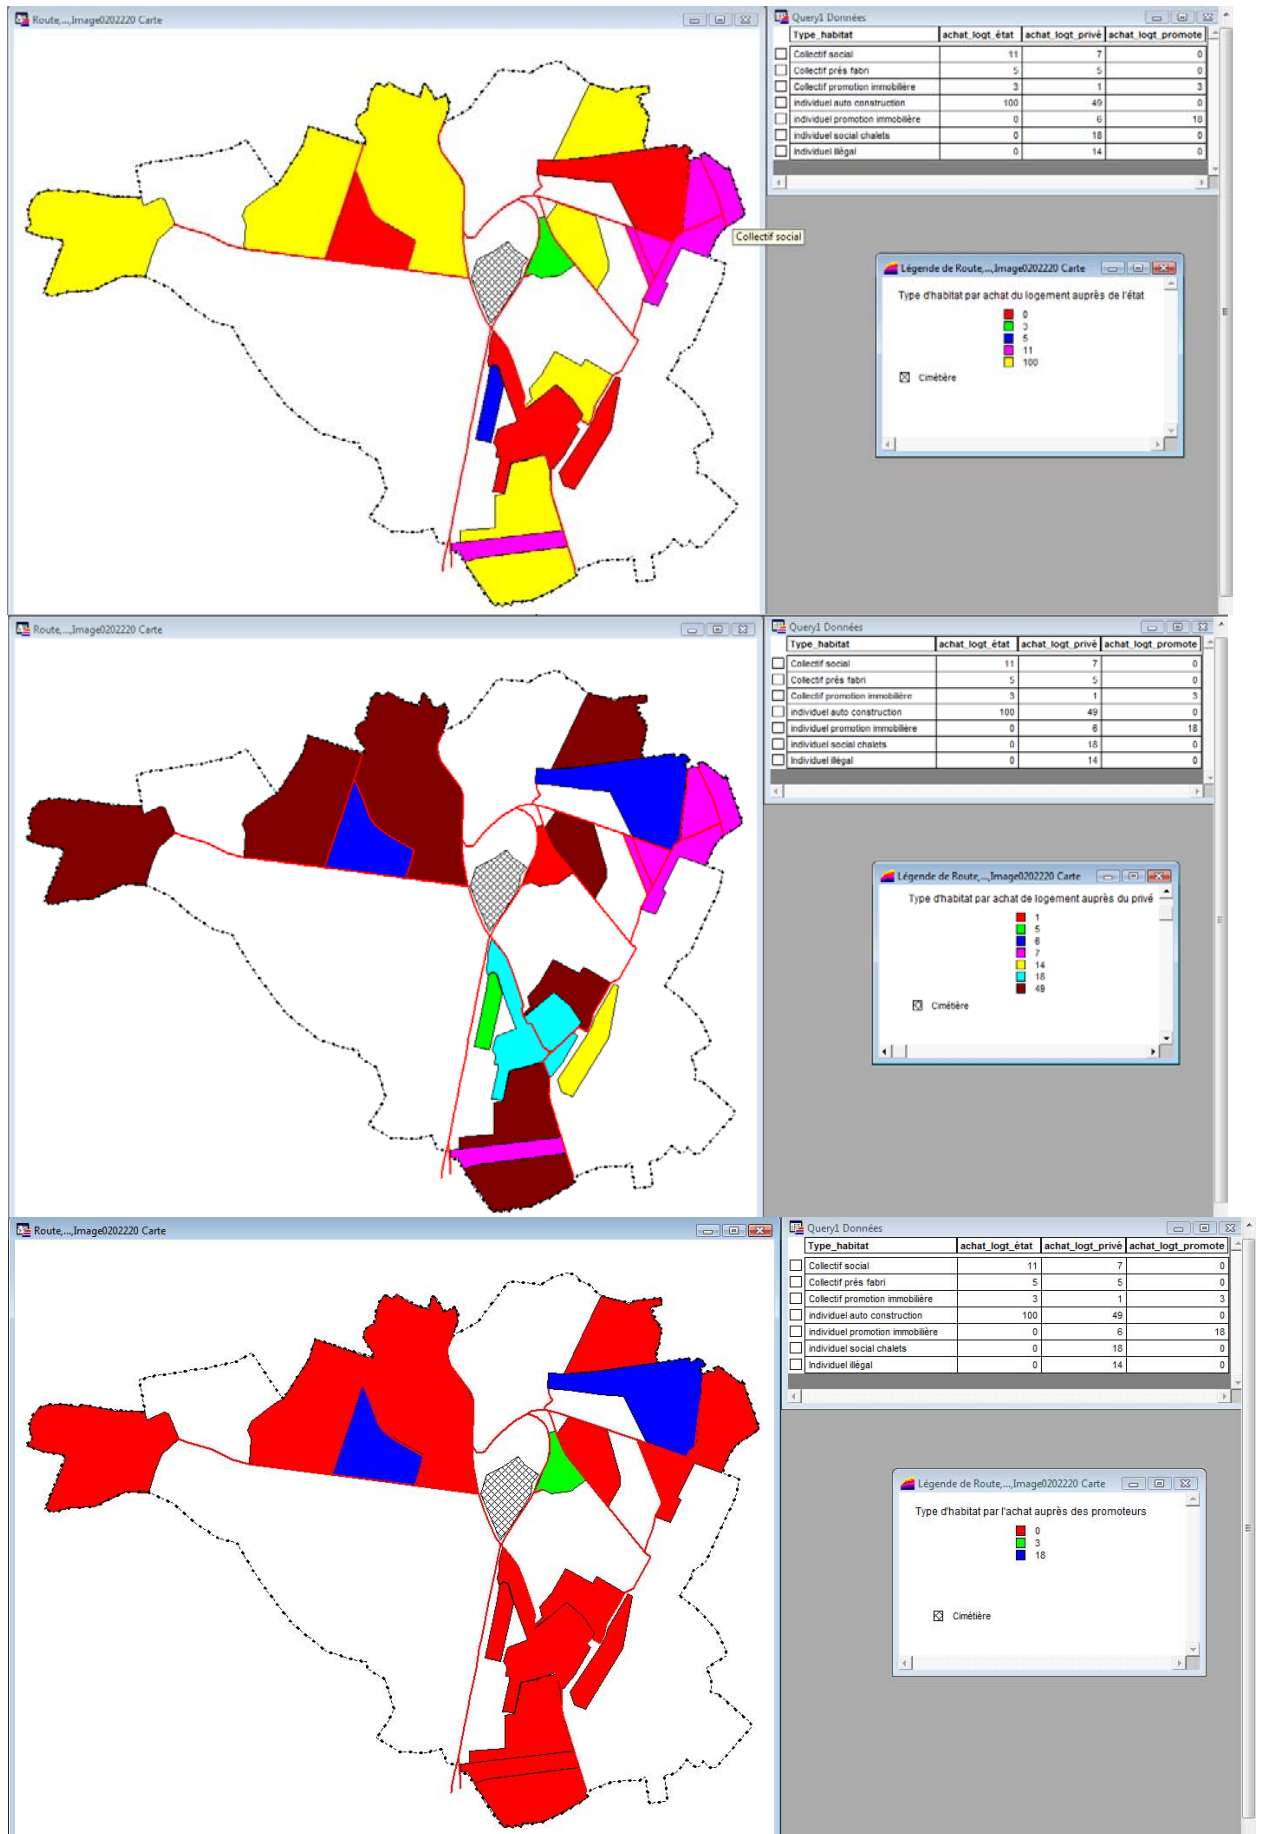 Route,...,Image0202220 Carte
Query1 Données
Type_habitat achat_logt_état achat_logt_privé achat_logt_promote
Collectif social 11 7 0
Collectif prés fabri 5 5 0
Collectif promotion immobilière 3 1 3
individuel auto construction 100 49 0
individuel promotion immobilière 0 6 18
individuel social chalets 0 18 0
Individuel illégal 0 14 0
Collectif social
Légende de Route,...,Image0202220 Carte
Type d'habitat par achat du logement auprès de l'état
0
3
5
11
100
Cimétière
Route,...,Image0202220 Carte
Query1 Données
Type_habitat achat_logt_état achat_logt_privé achat_logt_promote
Collectif social 11 7 0
Collectif prés fabri 5 5 0
Collectif promotion immobilière 3 1 3
individuel auto construction 100 49 0
individuel promotion immobilière 0 6 18
individuel social chalets 0 18 0
Individuel illégal 0 14 0
Légende de Route,...,Image0202220 Carte
Type d'habitat par achat de logement auprès du privé
1
5
6
7
14
18
49
Cimétière
Route,...,Image0202220 Carte
Query1 Données
Type_habitat achat_logt_état achat_logt_privé achat_logt_promote
Collectif social 11 7 0
Collectif prés fabri 5 5 0
Collectif promotion immobilière 3 1 3
individuel auto construction 100 49 0
individuel promotion immobilière 0 6 18
individuel social chalets 0 18 0
Individuel illégal 0 14 0
Légende de Route,...,Image0202220 Carte
Type d'habitat par l'achat auprès des promoteurs
0
3
18
Cimétière